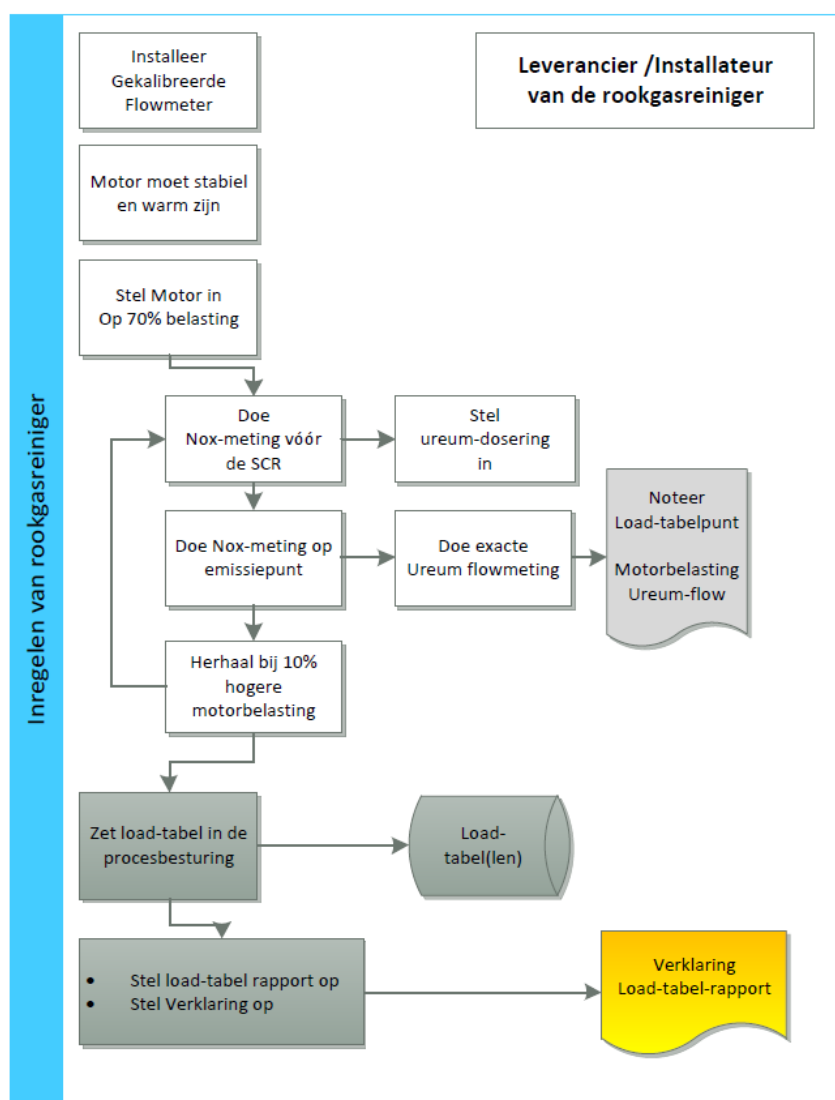 Inregelen van rookgasreiniger
Installeer
Gekalibreerde
Flowmeter
Leverancier /Installateur
van de rookgasreiniger
Motor moet stabiel
en warm zijn
Stel Motor in
Op 70% belasting
Doe
Nox-meting vóór
de SCR
Stel
ureum-dosering
in
Doe Nox-meting op
emissiepunt
Doe exacte
Ureum flowmeting
Noteer
Load-tabelpunt
Motorbelasting
Ureum-flow
Herhaal bij 10%
hogere
motorbelasting
Zet load-tabel in de
procesbesturing
Load-
tabel(len)
• Stel load-tabel rapport op
• Stel Verklaring op
Verklaring
Load-tabel-rapport